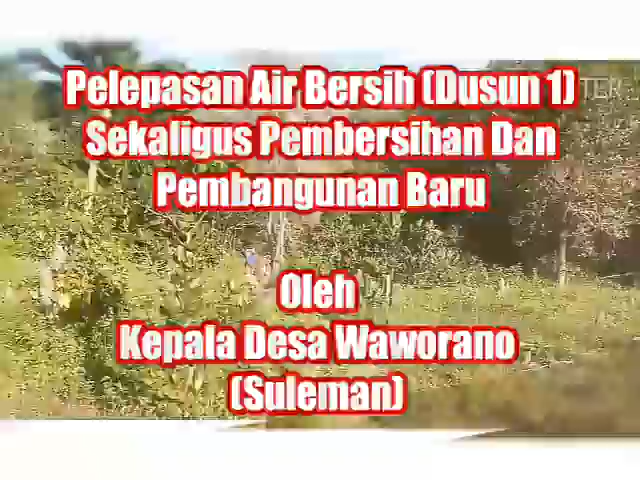 Pelepasan Air Bersih (Dusun 1)
Sekaligus Pembersihan Dan
Pembangunan Baru
Oleh
Kepala Desa Waworano
(Suleman)